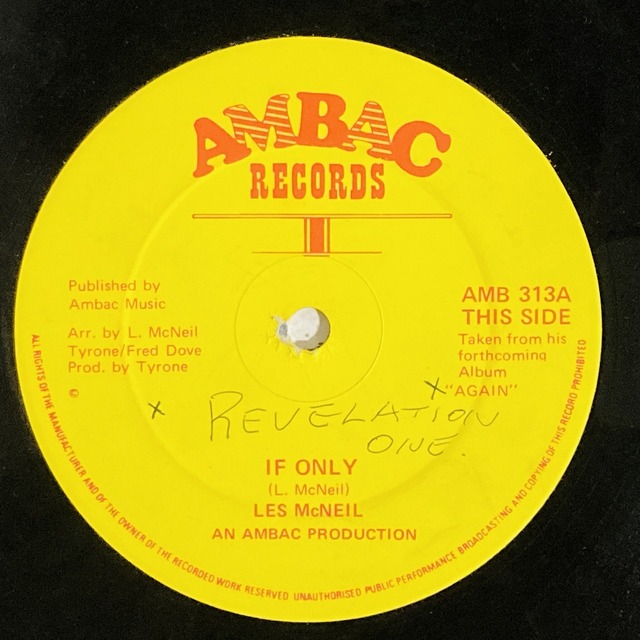 AMBAC
RECORDS
Published by
Ambac Music
Arr. by L. McNeil
Tyrone/Fred Dove
Prod. by Tyrone
©
AMB 313A
THIS SIDE
Taken from his
forthcoming
Album
x "AGAIN"
x REVELATION
ONE.
IF ONLY
(L. McNeil)
LES McNEIL
AN AMBAC PRODUCTION
ALL RIGHTS OF THE MANUFACTURER AND OF THE OWNER OF THE RECORDED WORK RESERVED UNAUTHORISED PUBLIC PERFORMANCE BROADCASTING AND COPYING OF THIS RECORD PROHIBITED